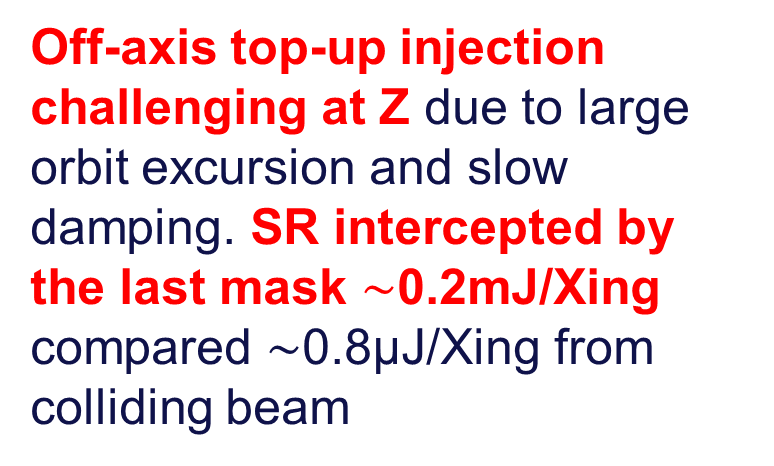 Off-axis top-up injection
challenging at Z due to large
orbit excursion and slow
damping. SR intercepted by
the last mask ~0.2mJ/Xing
compared ~0.8μJ/Xing from
colliding beam